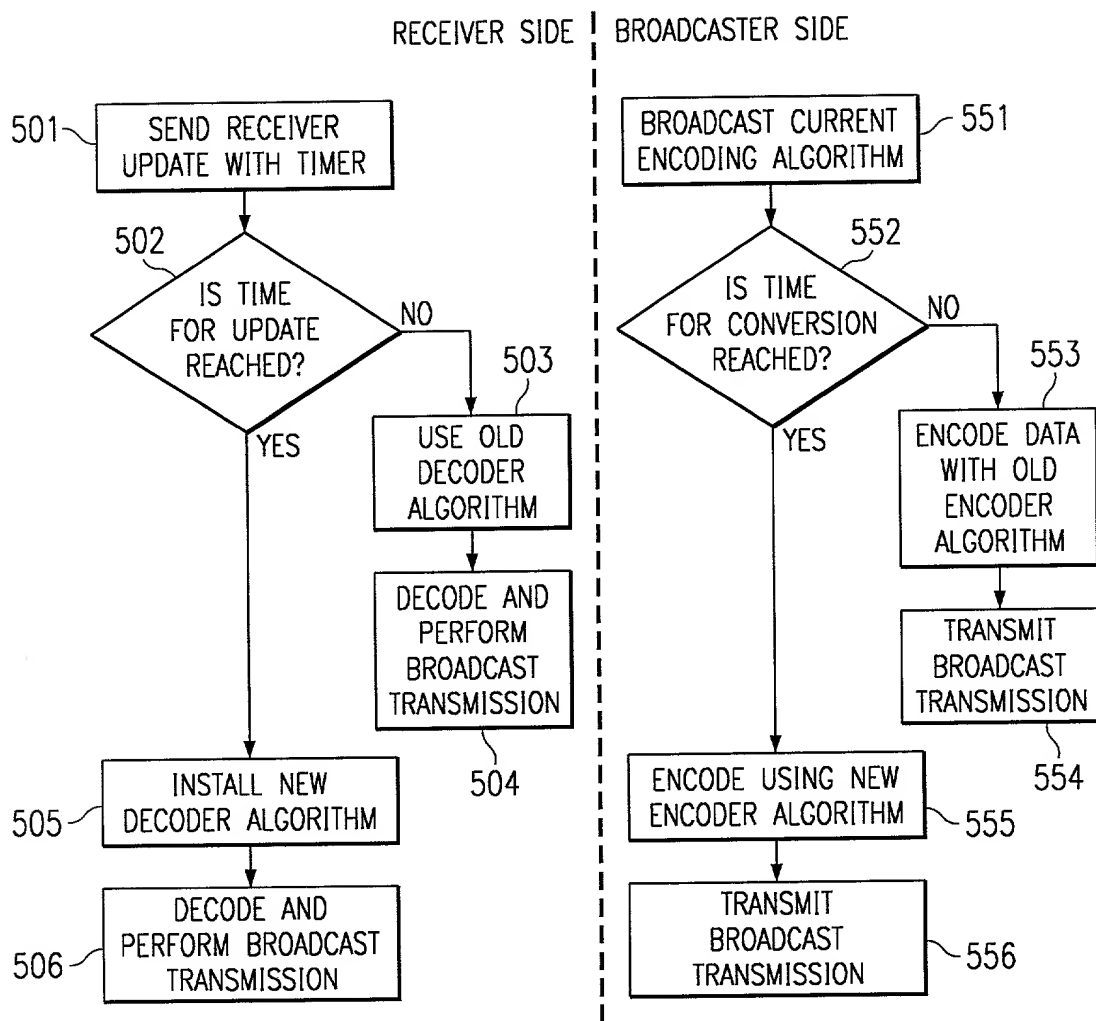 RECEIVER SIDE
BROADCASTER SIDE
501
SEND RECEIVER
UPDATE WITH TIMER
502
IS TIME
FOR UPDATE
REACHED?
NO
YES
503
USE OLD
DECODER
ALGORITHM
DECODE AND
PERFORM
BROADCAST
TRANSMISSION
504
505
INSTALL NEW
DECODER ALGORITHM
506
DECODE AND
PERFORM BROADCAST
TRANSMISSION
BROADCAST CURRENT
ENCODING ALGORITHM
551
552
IS TIME
FOR CONVERSION
REACHED?
NO
YES
553
ENCODE DATA
WITH OLD
ENCODER
ALGORITHM
TRANSMIT
BROADCAST
TRANSMISSION
554
ENCODE USING NEW
ENCODER ALGORITHM
555
TRANSMIT
BROADCAST
TRANSMISSION
556